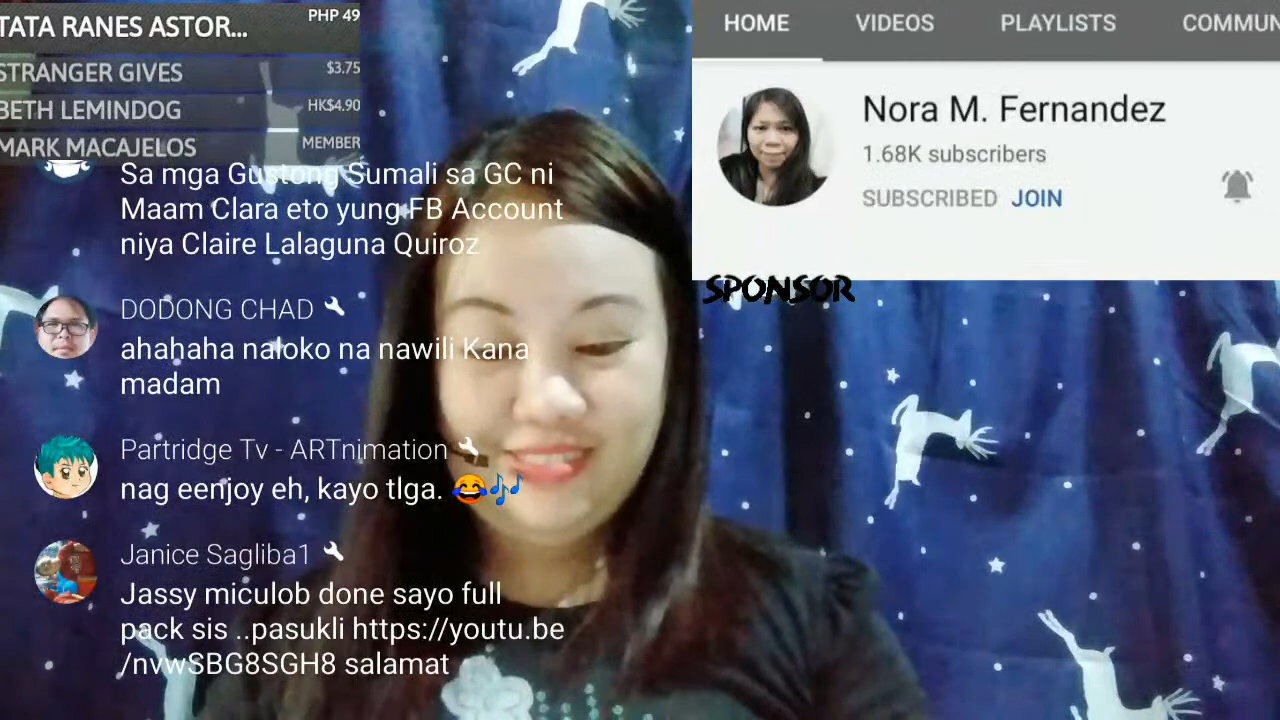 TATA RANES ASTOR... PHP 49
STRANGER GIVES $3.75
BETH LEMINDOG HK$4.90
MARK MACAJELOS MEMBER
Sa mga Gustong Sumali sa GC ni
Maam Clara eto yung FB Account
niya Claire Lalaguna Quiroz
DODONG CHAD
ahahaha naloko na nawili Kana
madam
Partridge Tv - ARTnimation
nag eenjoy eh, kayo tlga. 😂🎶
Janice Sagliba1
Jassy miculob done sayo full
pack sis ..pasukli https://youtu.be
/nvwSBG8SGH8 salamat
HOME VIDEOS PLAYLISTS COMMUN
Nora M. Fernandez
1.68K subscribers
SUBSCRIBED JOIN
SPONSOR